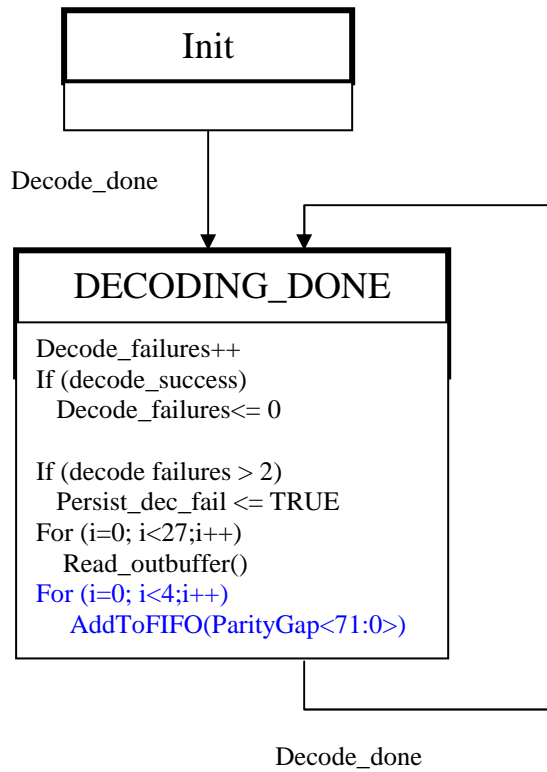 Init
Decode_done
DECODING_DONE
Decode_failures++
If (decode_success)
Decode_failures<= 0
If (decode failures > 2)
Persist_dec_fail <= TRUE
For (i=0; i<27;i++)
Read_outbuffer()
For (i=0; i<4;i++)
AddToFIFO(ParityGap<71:0>)
Decode_done